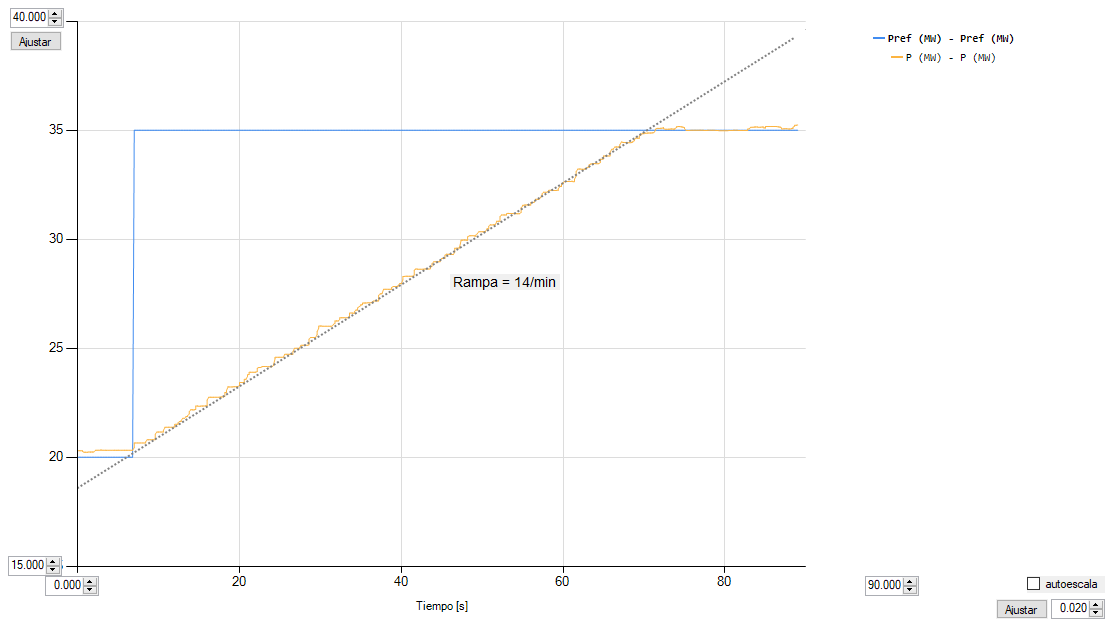 40.000
Ajustar
Pref (MW) - Pref (MW)
P (MW) - P (MW)
35
30
Rampa = 14/min
25
20
15.000
0.000
20
40
60
80
90.000
autoescala
Tiempo [s]
Ajustar
0.020